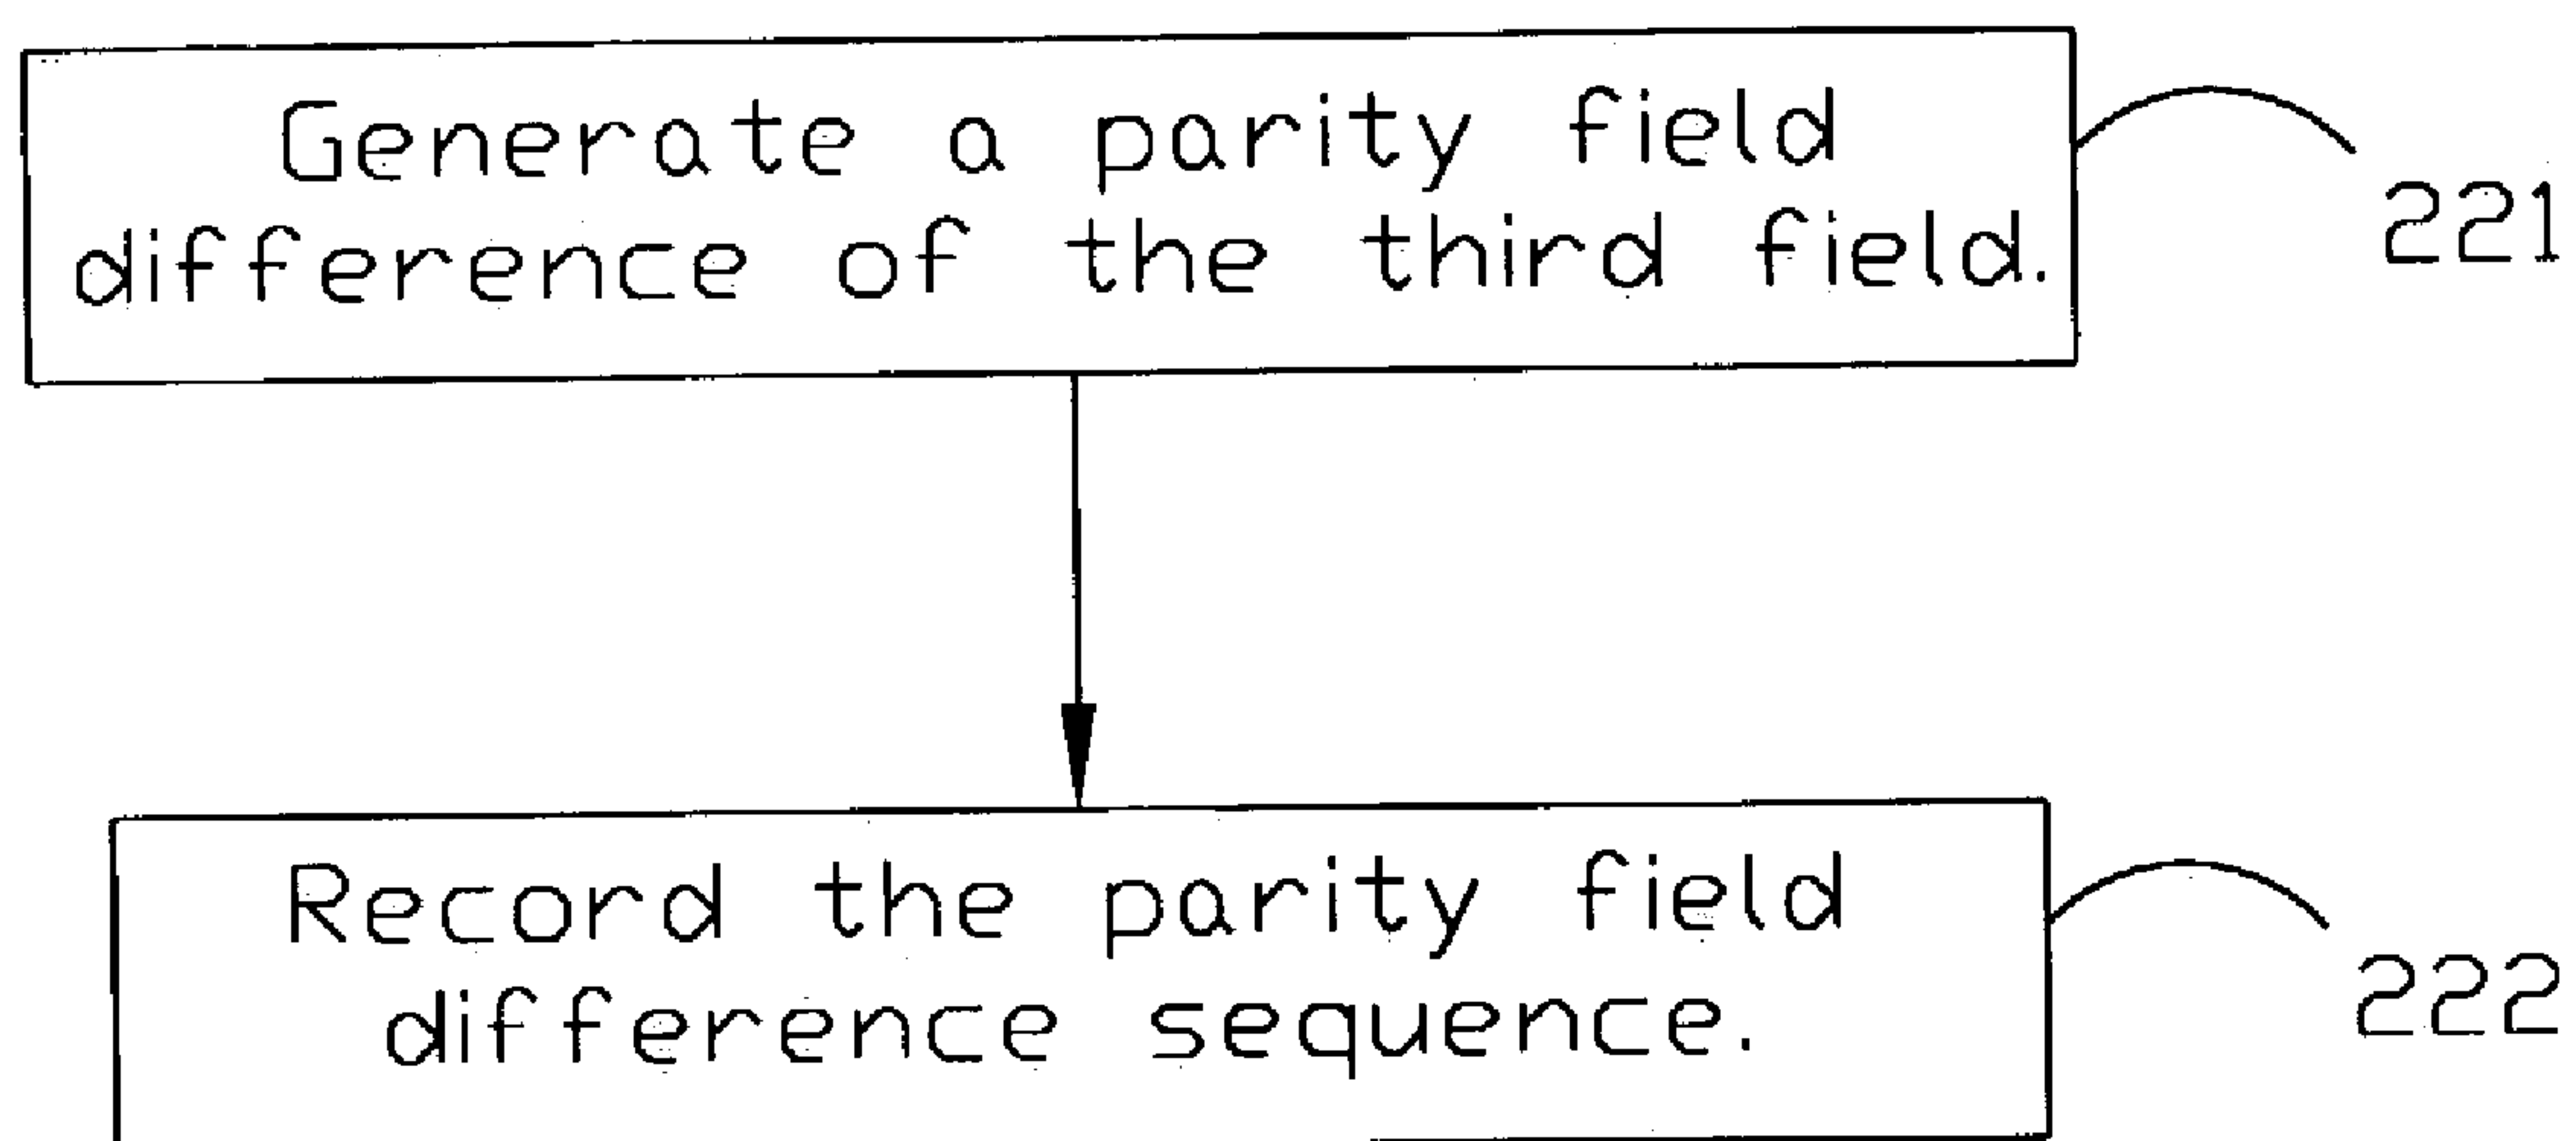 Generate a parity field
difference of the third field.
221
Record the parity field
difference sequence.
222